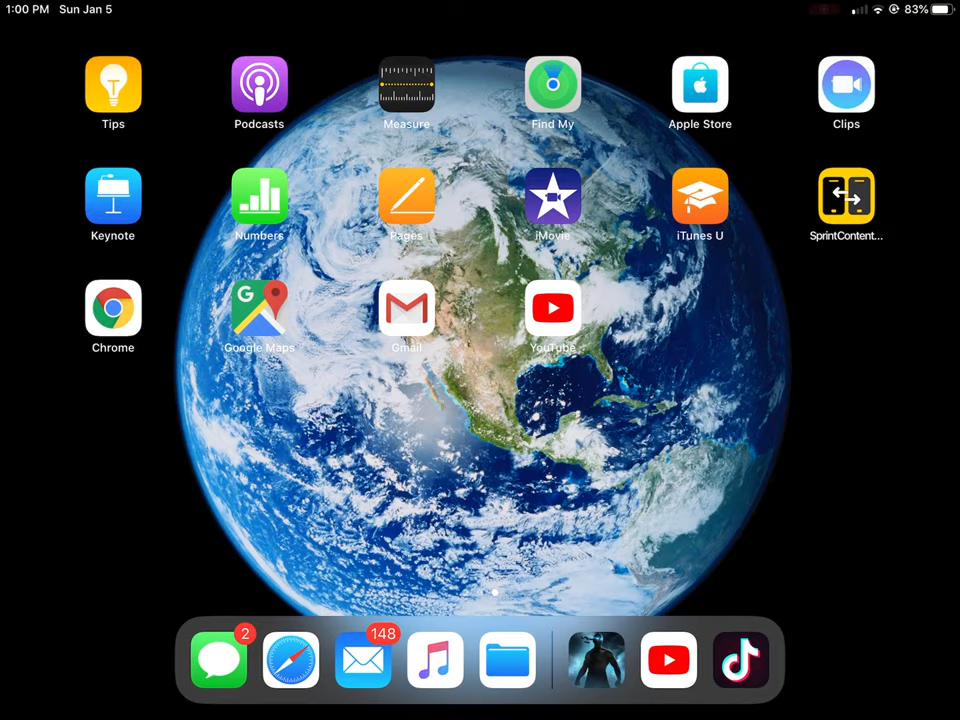 1:00 PM Sun Jan 5 83%
Tips Podcasts Measure Find My Apple Store Clips
Keynote Numbers Pages iMovie iTunes U SprintContent...
G
Chrome Google Maps Gmail YouTube
2 148